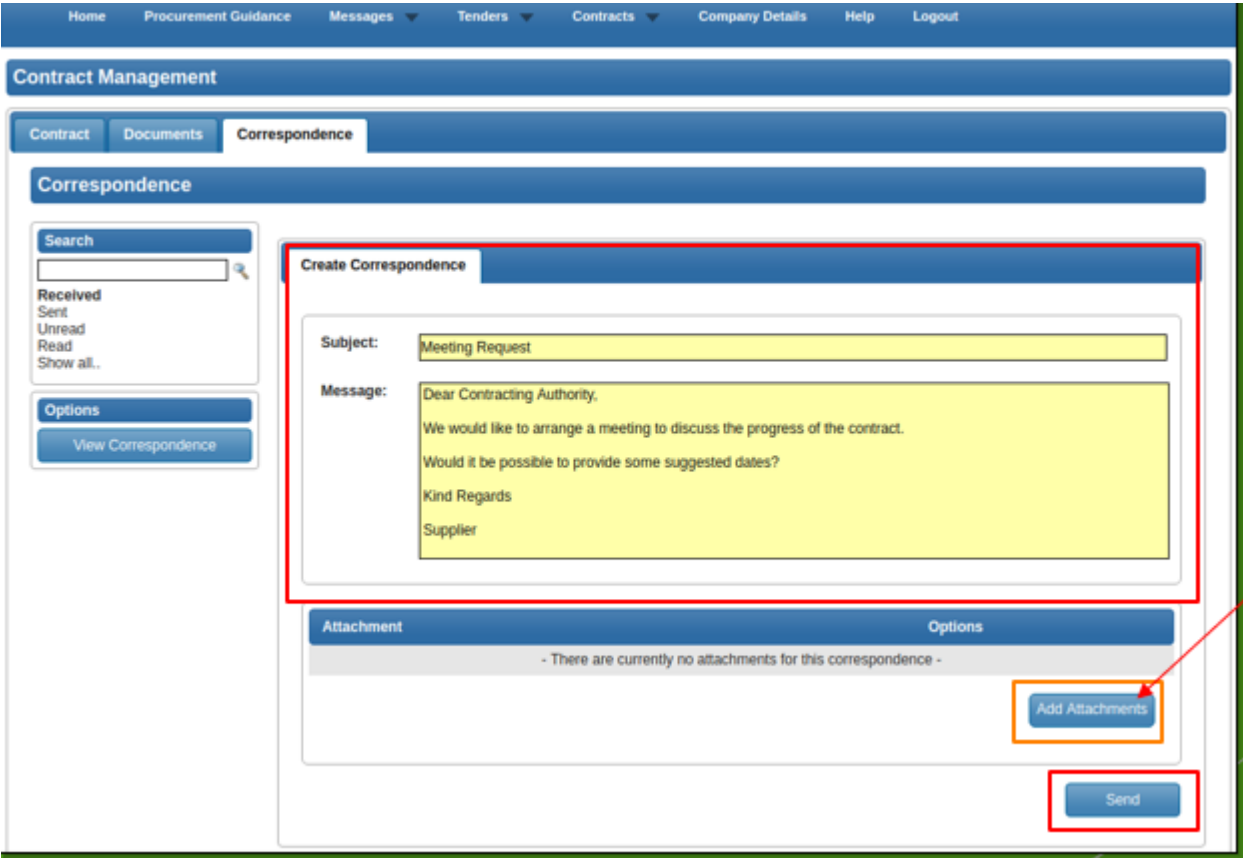 Home Procurement Guidance Messages Tenders Contracts Company Details Help Logout
Contract Management
Contract Documents Correspondence
Correspondence
Search
Received
Sent
Unread
Read
Show all..
Options
View Correspondence
Create Correspondence
Subject: Meeting Request
Message: Dear Contracting Authority,
We would like to arrange a meeting to discuss the progress of the contract.
Would it be possible to provide some suggested dates?
Kind Regards
Supplier
Attachment Options
- There are currently no attachments for this correspondence -
Add Attachments
Send